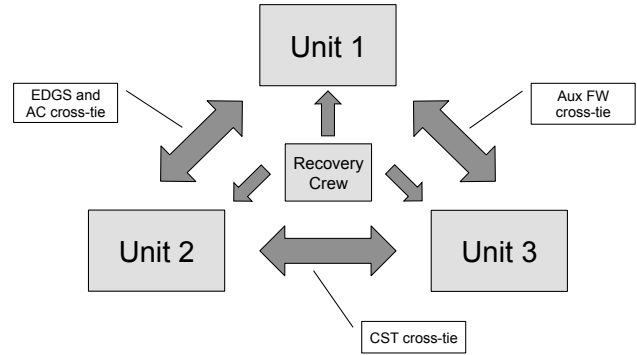 Unit 1
EDGS and
AC cross-tie
Aux FW
cross-tie
Recovery
Crew
Unit 2
Unit 3
CST cross-tie